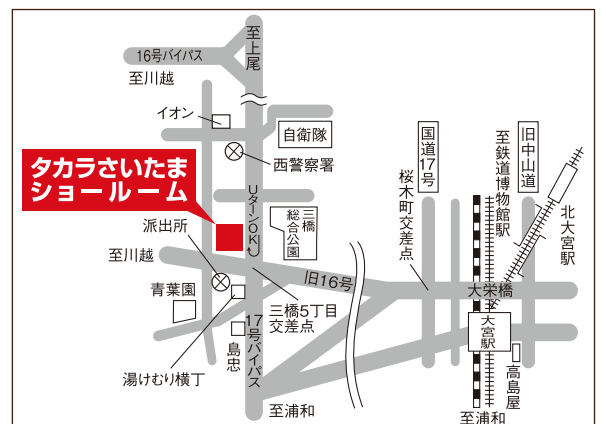 至上尾
16号バイパス
至川越
イオン
自衛隊
西警察署
タカラさいたま
ショールーム
UターンOK
三橋
総合公園
派出所
至川越
青葉園
旧16号
三橋5丁目
交差点
17号バイパス
島忠
湯けむり横丁
至浦和
国道17号
桜木町交差点
至鉄道博物
館駅
旧中山道
北大宮駅
大栄橋
大宮駅
高島屋
至浦和